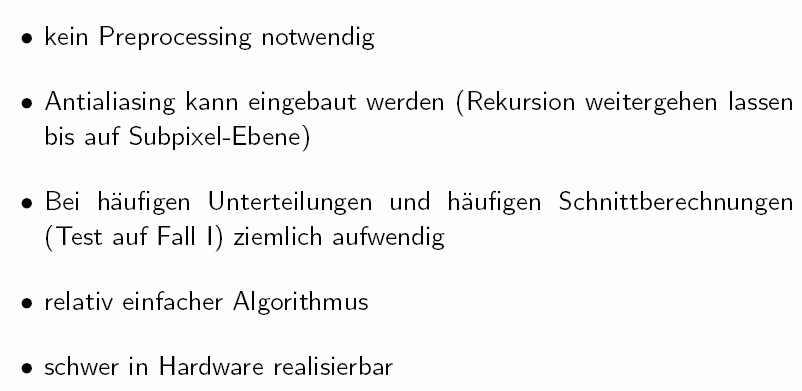 • kein Preprocessing notwendig
• Antialiasing kann eingebaut werden (Rekursion weitergehen lassen
bis auf Subpixel-Ebene)
• Bei häufigen Unterteilungen und häufigen Schnittberechnungen
(Test auf Fall I) ziemlich aufwendig
• relativ einfacher Algorithmus
• schwer in Hardware realisierbar